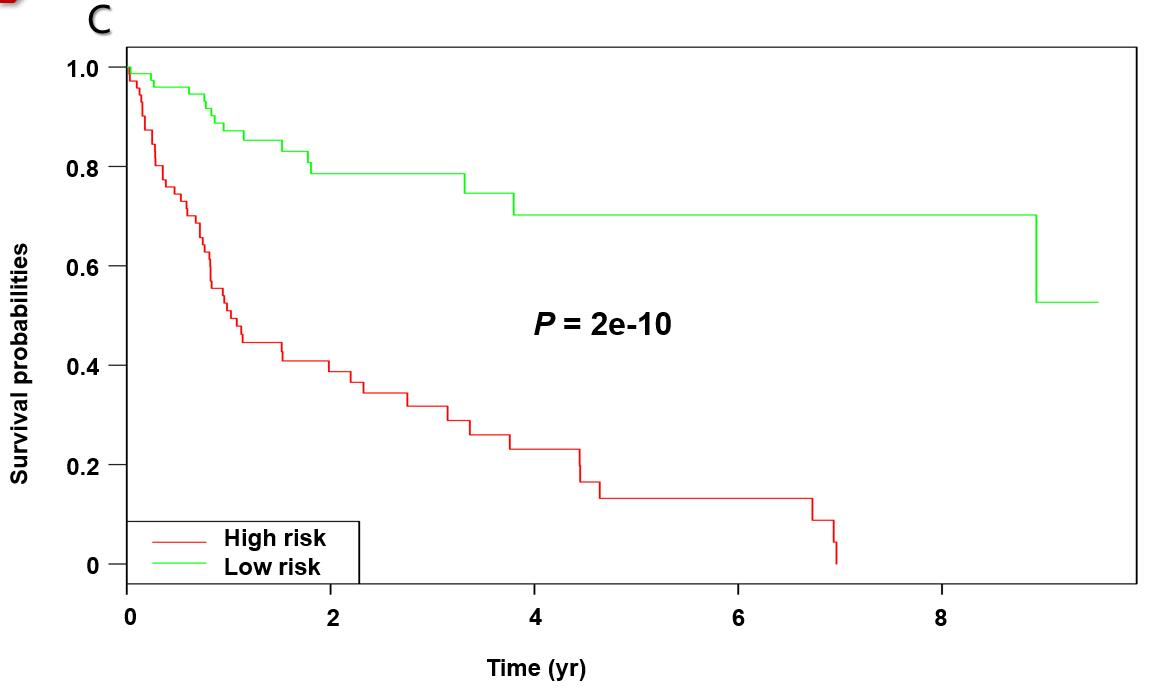 C
1.0
0.8
0.6
0.4
0.2
0
Survival probabilities
P = 2e-10
High risk
Low risk
0 2 4 6 8
Time (yr)